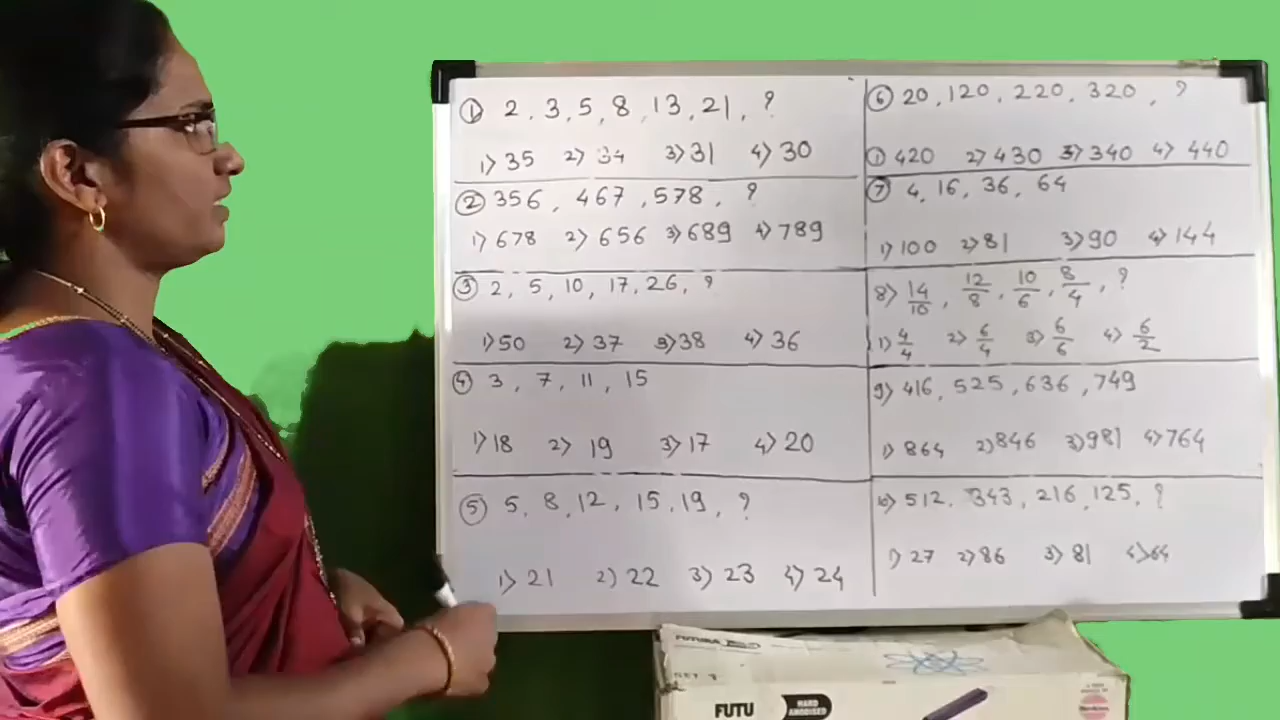 ① 2, 3, 5, 8, 13, 21, ?
1) 35 2) 34 3) 31 4) 30
② 356, 467, 578, ?
1) 678 2) 656 3) 689 4) 789
③ 2, 5, 10, 17, 26, ?
1) 50 2) 37 3) 38 4) 36
④ 3, 7, 11, 15
1) 18 2) 19 3) 17 4) 20
⑤ 5, 8, 12, 15, 19, ?
1) 21 2) 22 3) 23 4) 24
⑥ 20, 120, 220, 320, ?
① 420 2) 430 3) 340 4) 440
⑦ 4, 16, 36, 64
1) 100 2) 81 3) 90 4) 144
8) 14/10, 12/8, 10/6, 8/4, ?
1) 4/4 2) 6/4 3) 6/6 4) 6/2
9) 416, 525, 636, 749
1) 864 2) 846 3) 981 4) 764
10) 512, 343, 216, 125, ?
1) 27 2) 86 3) 81 4) 64
FUTURA
FUTU
HARD
ANODISED